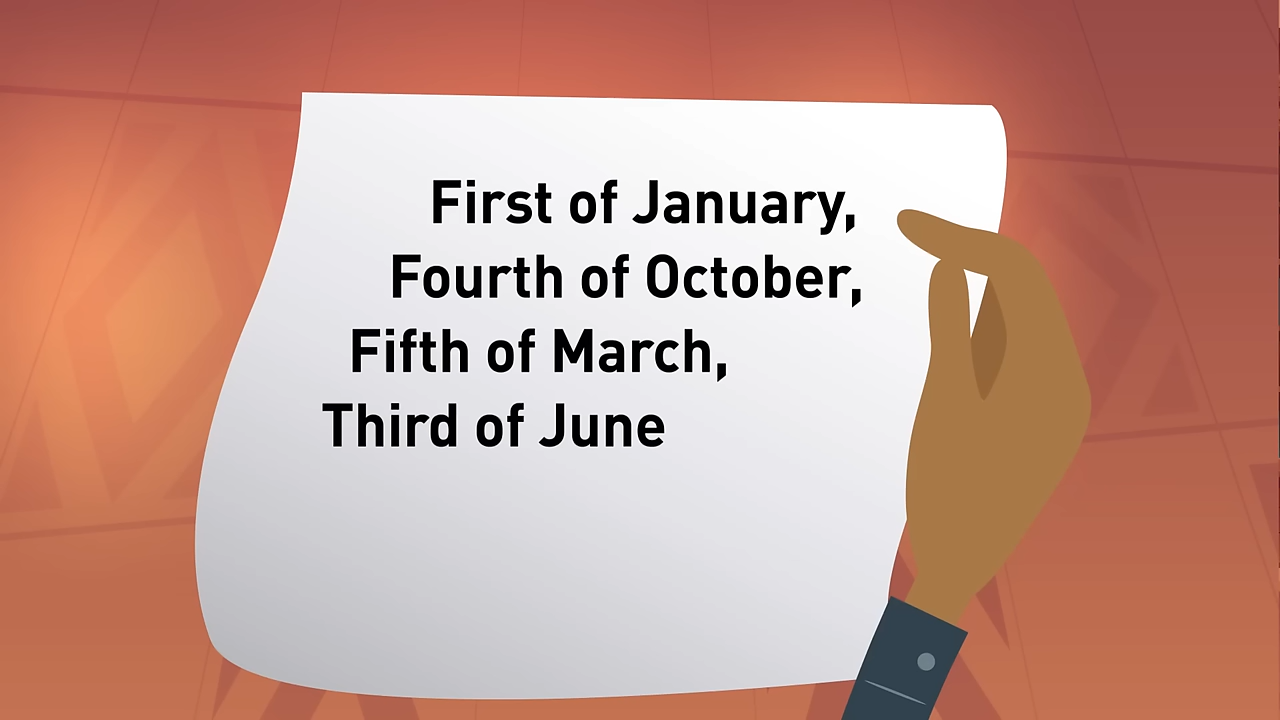 First of January,
Fourth of October,
Fifth of March,
Third of June